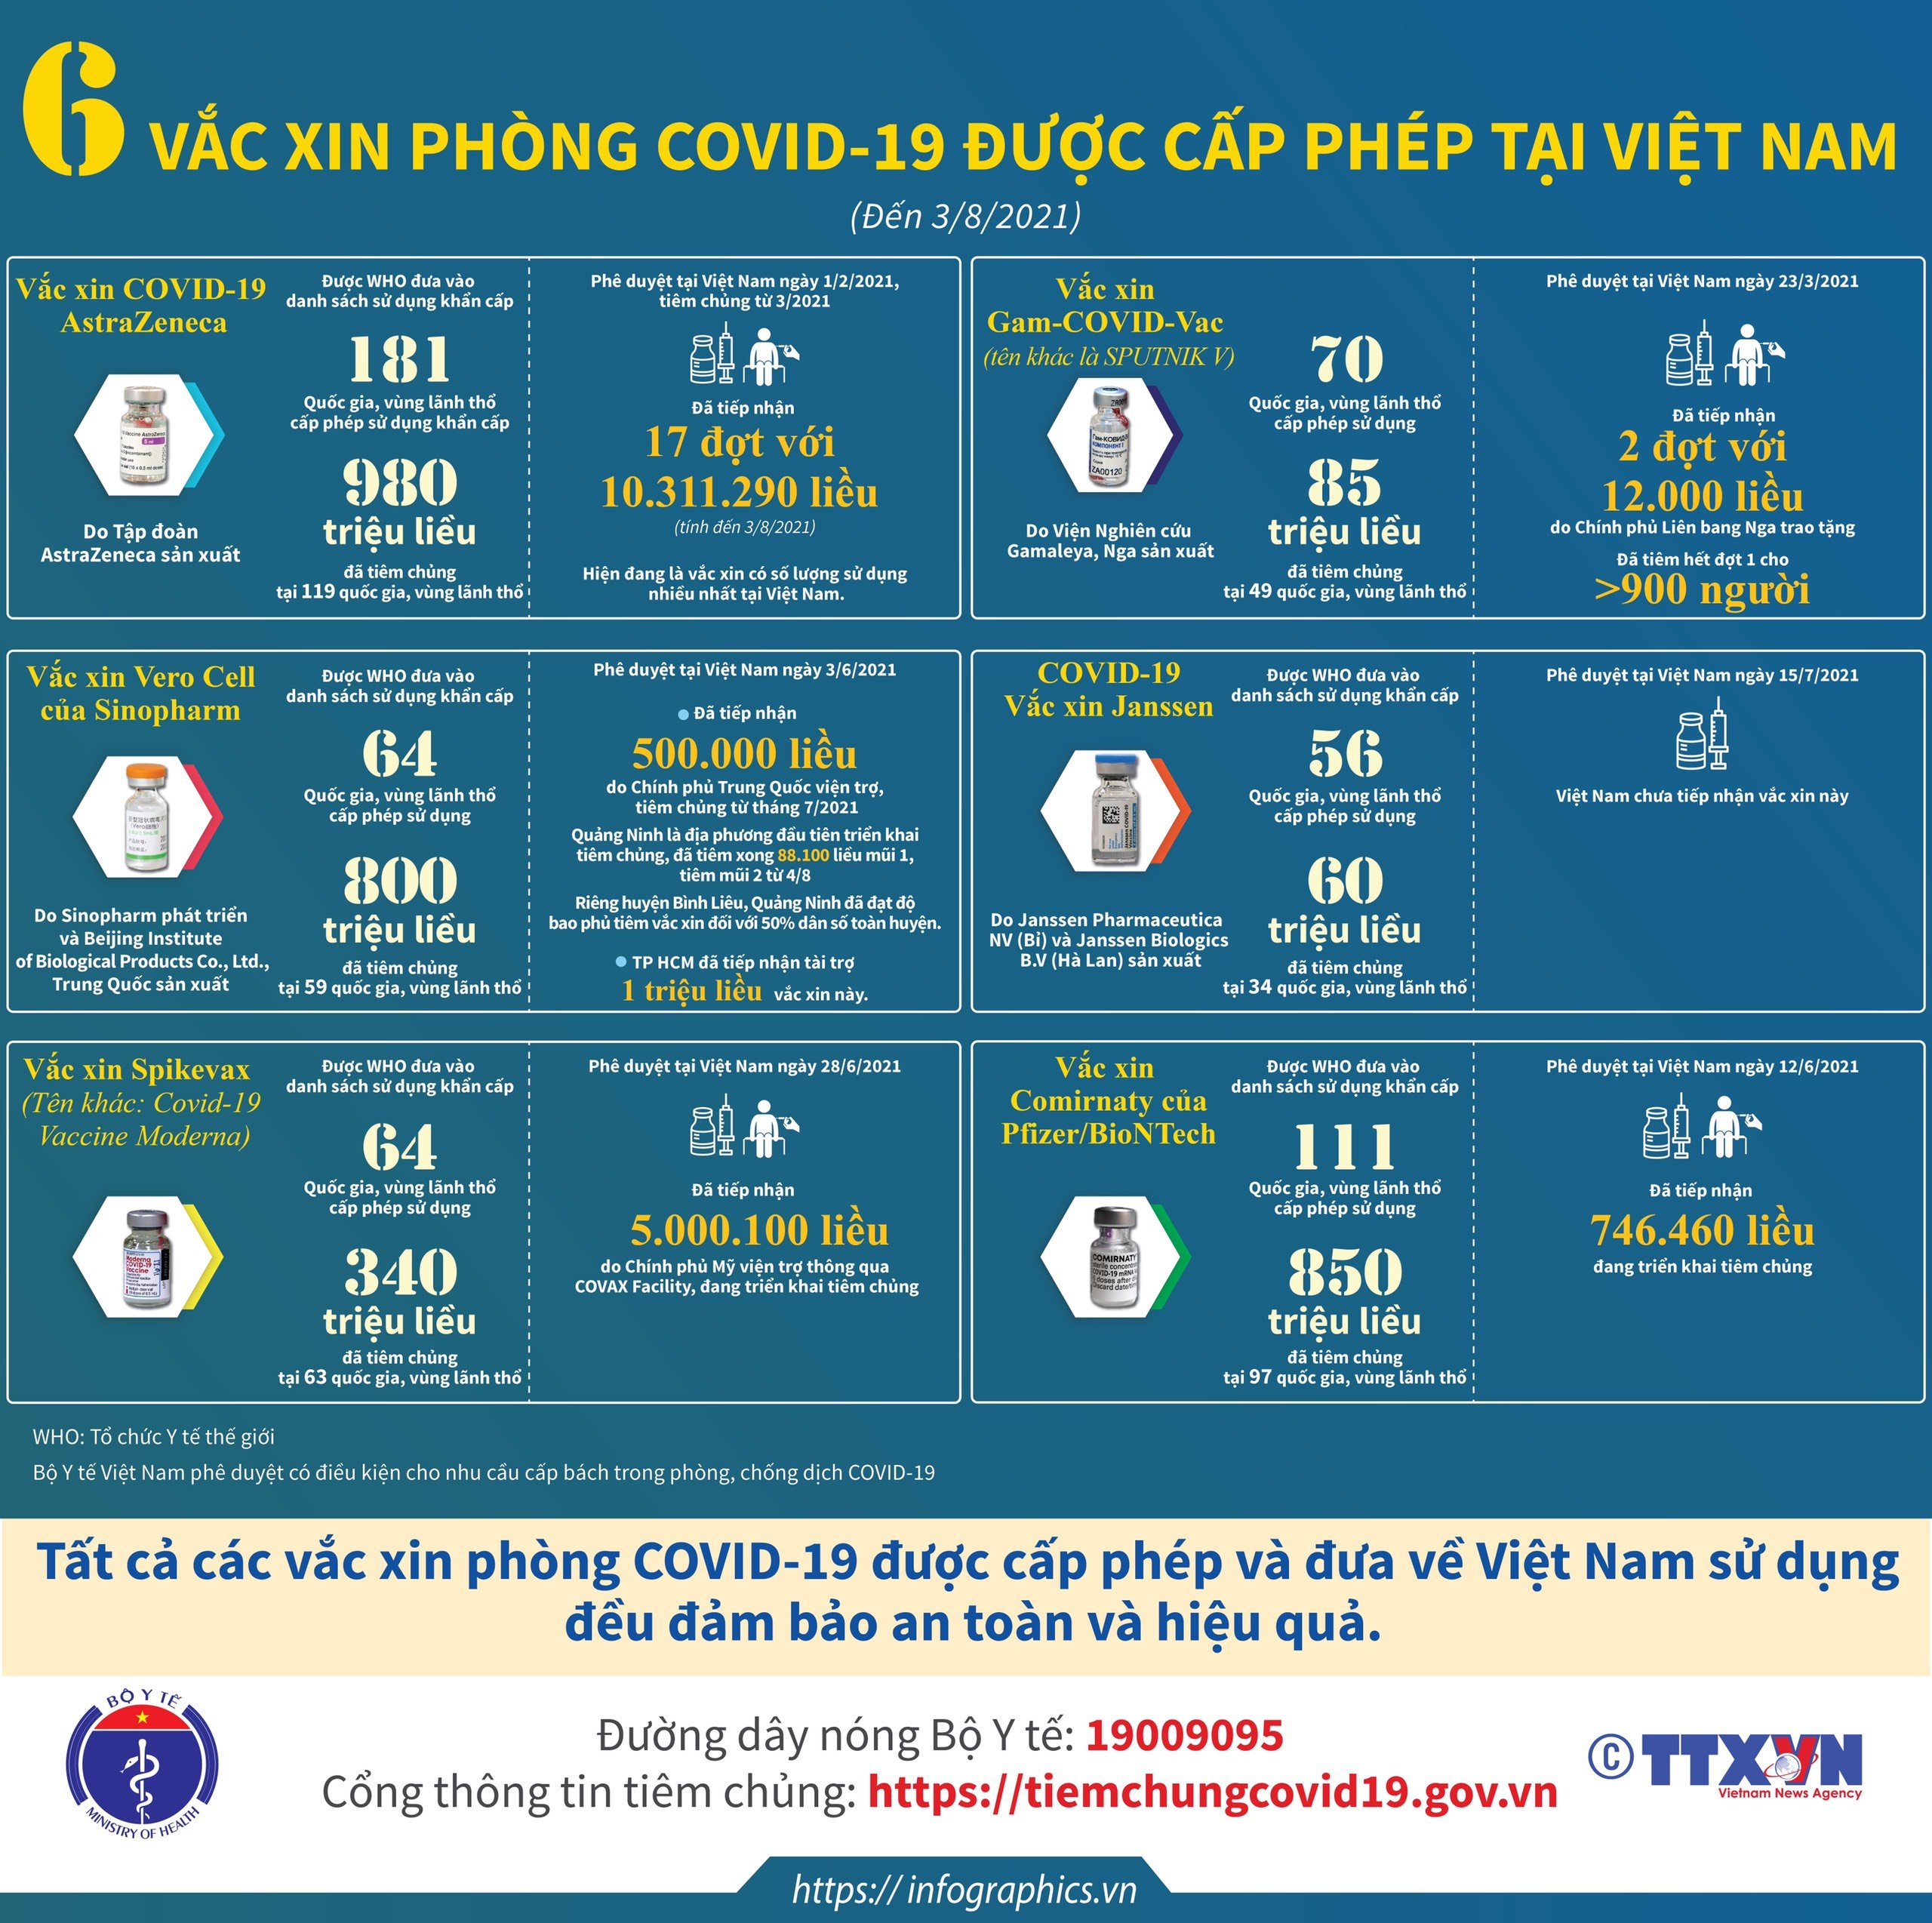 6 VẮC XIN PHÒNG COVID-19 ĐƯỢC CẤP PHÉP TẠI VIỆT NAM
(Đến 3/8/2021)
Vắc xin COVID-19
AstraZeneca
Do Tập đoàn
AstraZeneca sản xuất
Được WHO đưa vào
danh sách sử dụng khẩn cấp
181
Quốc gia, vùng lãnh thổ
cấp phép sử dụng khẩn cấp
980
triệu liều
đã tiêm chủng
tại 119 quốc gia, vùng lãnh thổ
Phê duyệt tại Việt Nam ngày 1/2/2021,
tiêm chủng từ 3/2021
Đã tiếp nhận
17 đợt với
10.311.290 liều
(tính đến 3/8/2021)
Hiện đang là vắc xin có số lượng sử dụng
nhiều nhất tại Việt Nam.
Vắc xin
Gam-COVID-Vac
(tên khác là SPUTNIK V)
Do Viện Nghiên cứu
Gamaleya, Nga sản xuất
70
Quốc gia, vùng lãnh thổ
cấp phép sử dụng
85
triệu liều
đã tiêm chủng
tại 49 quốc gia, vùng lãnh thổ
Phê duyệt tại Việt Nam ngày 23/3/2021
Đã tiếp nhận
2 đợt với
12.000 liều
do Chính phủ Liên bang Nga trao tặng
Đã tiêm hết đợt 1 cho
>900 người
Vắc xin Vero Cell
của Sinopharm
Do Sinopharm phát triển
và Beijing Institute
of Biological Products Co., Ltd.,
Trung Quốc sản xuất
Được WHO đưa vào
danh sách sử dụng khẩn cấp
64
Quốc gia, vùng lãnh thổ
cấp phép sử dụng
800
triệu liều
đã tiêm chủng
tại 59 quốc gia, vùng lãnh thổ
Phê duyệt tại Việt Nam ngày 3/6/2021
Đã tiếp nhận
500.000 liều
do Chính phủ Trung Quốc viện trợ,
tiêm chủng từ tháng 7/2021
Quảng Ninh là địa phương đầu tiên triển khai
tiêm chủng, đã tiêm xong 88.100 liều mũi 1,
tiêm mũi 2 từ 4/8
Riêng huyện Bình Liêu, Quảng Ninh đã đạt độ
bao phủ tiêm vắc xin đối với 50% dân số toàn huyện.
TP HCM đã tiếp nhận tài trợ
1 triệu liều vắc xin này.
COVID-19
Vắc xin Janssen
Do Janssen Pharmaceutica
NV (Bỉ) và Janssen Biologics
B.V (Hà Lan) sản xuất
Được WHO đưa vào
danh sách sử dụng khẩn cấp
56
Quốc gia, vùng lãnh thổ
cấp phép sử dụng
60
triệu liều
đã tiêm chủng
tại 34 quốc gia, vùng lãnh thổ
Phê duyệt tại Việt Nam ngày 15/7/2021
Việt Nam chưa tiếp nhận vắc xin này
Vắc xin Spikevax
(Tên khác: Covid-19
Vaccine Moderna)
Moderna
COVID-19
Vaccine
Được WHO đưa vào
danh sách sử dụng khẩn cấp
64
Quốc gia, vùng lãnh thổ
cấp phép sử dụng
340
triệu liều
đã tiêm chủng
tại 63 quốc gia, vùng lãnh thổ
Phê duyệt tại Việt Nam ngày 28/6/2021
Đã tiếp nhận
5.000.100 liều
do Chính phủ Mỹ viện trợ thông qua
COVAX Facility, đang triển khai tiêm chủng
Vắc xin
Comirnaty của
Pfizer/BioNTech
COMIRNATY
Được WHO đưa vào
danh sách sử dụng khẩn cấp
111
Quốc gia, vùng lãnh thổ
cấp phép sử dụng
850
triệu liều
đã tiêm chủng
tại 97 quốc gia, vùng lãnh thổ
Phê duyệt tại Việt Nam ngày 12/6/2021
Đã tiếp nhận
746.460 liều
đang triển khai tiêm chủng
WHO: Tổ chức Y tế thế giới
Bộ Y tế Việt Nam phê duyệt có điều kiện cho nhu cầu cấp bách trong phòng, chống dịch COVID-19
Tất cả các vắc xin phòng COVID-19 được cấp phép và đưa về Việt Nam sử dụng
đều đảm bảo an toàn và hiệu quả.
BỘ Y TẾ
MINISTRY OF HEALTH
Đường dây nóng Bộ Y tế: 19009095
Cổng thông tin tiêm chủng: https://tiemchungcovid19.gov.vn
© TTXVN
Vietnam News Agency
https:// infographics.vn